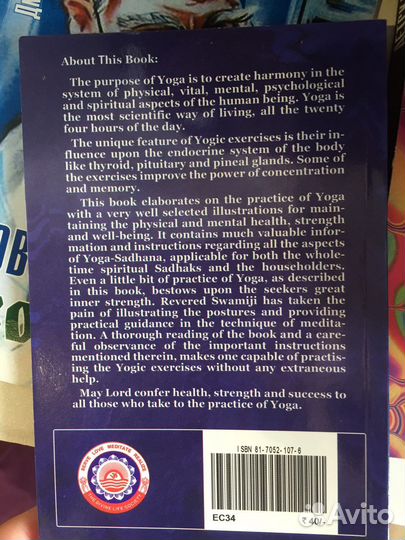 About This Book:
The purpose of Yoga is to create harmony in the
system of physical, vital, mental, psychological
and spiritual aspects of the human being. Yoga is
the most scientific way of living, all the twenty
four hours of the day.
The unique feature of Yogic exercises is their in-
fluence upon the endocrine system of the body
like thyroid, pituitary and pineal glands. Some of
the exercises improve the power of concentration
and memory.
This book elaborates on the practice of Yoga
with a very well selected illustrations for main-
taining the physical and mental health, strength
and well-being. It contains much valuable infor-
mation and instructions regarding all the aspects
of Yoga-Sadhana, applicable for both the whole-
time spiritual Sadhaks and the householders.
Even a little bit of practice of Yoga, as described
in this book, bestows upon the seekers great
inner strength. Revered Swamiji has taken the
pain of illustrating the postures and providing
practical guidance in the technique of medita-
tion. A thorough reading of the book and a care-
ful observance of the important instructions
mentioned therein, makes one capable of practis-
ing the Yogic exercises without any extraneous
help.
May Lord confer health, strength and success to
all those who take to the practice of Yoga.
SERVE LOVE MEDITATE REALIZE
THE DIVINE LIFE SOCIETY
ISBN 81-7052-107-6
EC34
₹ 40/-
Avito